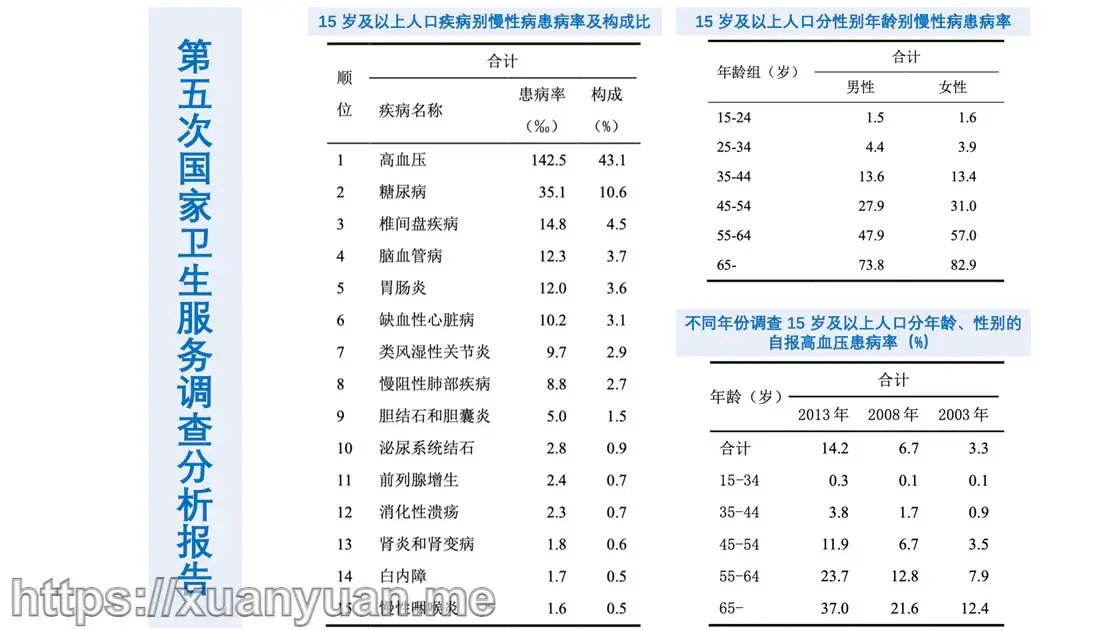 第五次国家卫生服务调查分析报告
15 岁及以上人口疾病别慢性病患病率及构成比
合计
顺位 疾病名称 患病率（‰） 构成（%）
1 高血压 142.5 43.1
2 糖尿病 35.1 10.6
3 椎间盘疾病 14.8 4.5
4 脑血管病 12.3 3.7
5 胃肠炎 12.0 3.6
6 缺血性心脏病 10.2 3.1
7 类风湿性关节炎 9.7 2.9
8 慢阻性肺部疾病 8.8 2.7
9 胆结石和胆囊炎 5.0 1.5
10 泌尿系统结石 2.8 0.9
11 前列腺增生 2.4 0.7
12 消化性溃疡 2.3 0.7
13 肾炎和肾变病 1.8 0.6
14 白内障 1.7 0.5
15 慢性咽喉炎 1.6 0.5
15 岁及以上人口分性别年龄别慢性病患病率
年龄组（岁） 合计
男性 女性
15-24 1.5 1.6
25-34 4.4 3.9
35-44 13.6 13.4
45-54 27.9 31.0
55-64 47.9 57.0
65- 73.8 82.9
不同年份调查 15 岁及以上人口分年龄、性别的
自报高血压患病率（%）
年龄（岁） 合计
2013 年 2008 年 2003 年
合计 14.2 6.7 3.3
15-34 0.3 0.1 0.1
35-44 3.8 1.7 0.9
45-54 11.9 6.7 3.5
55-64 23.7 12.8 7.9
65- 37.0 21.6 12.4
https://xuanyuan.me